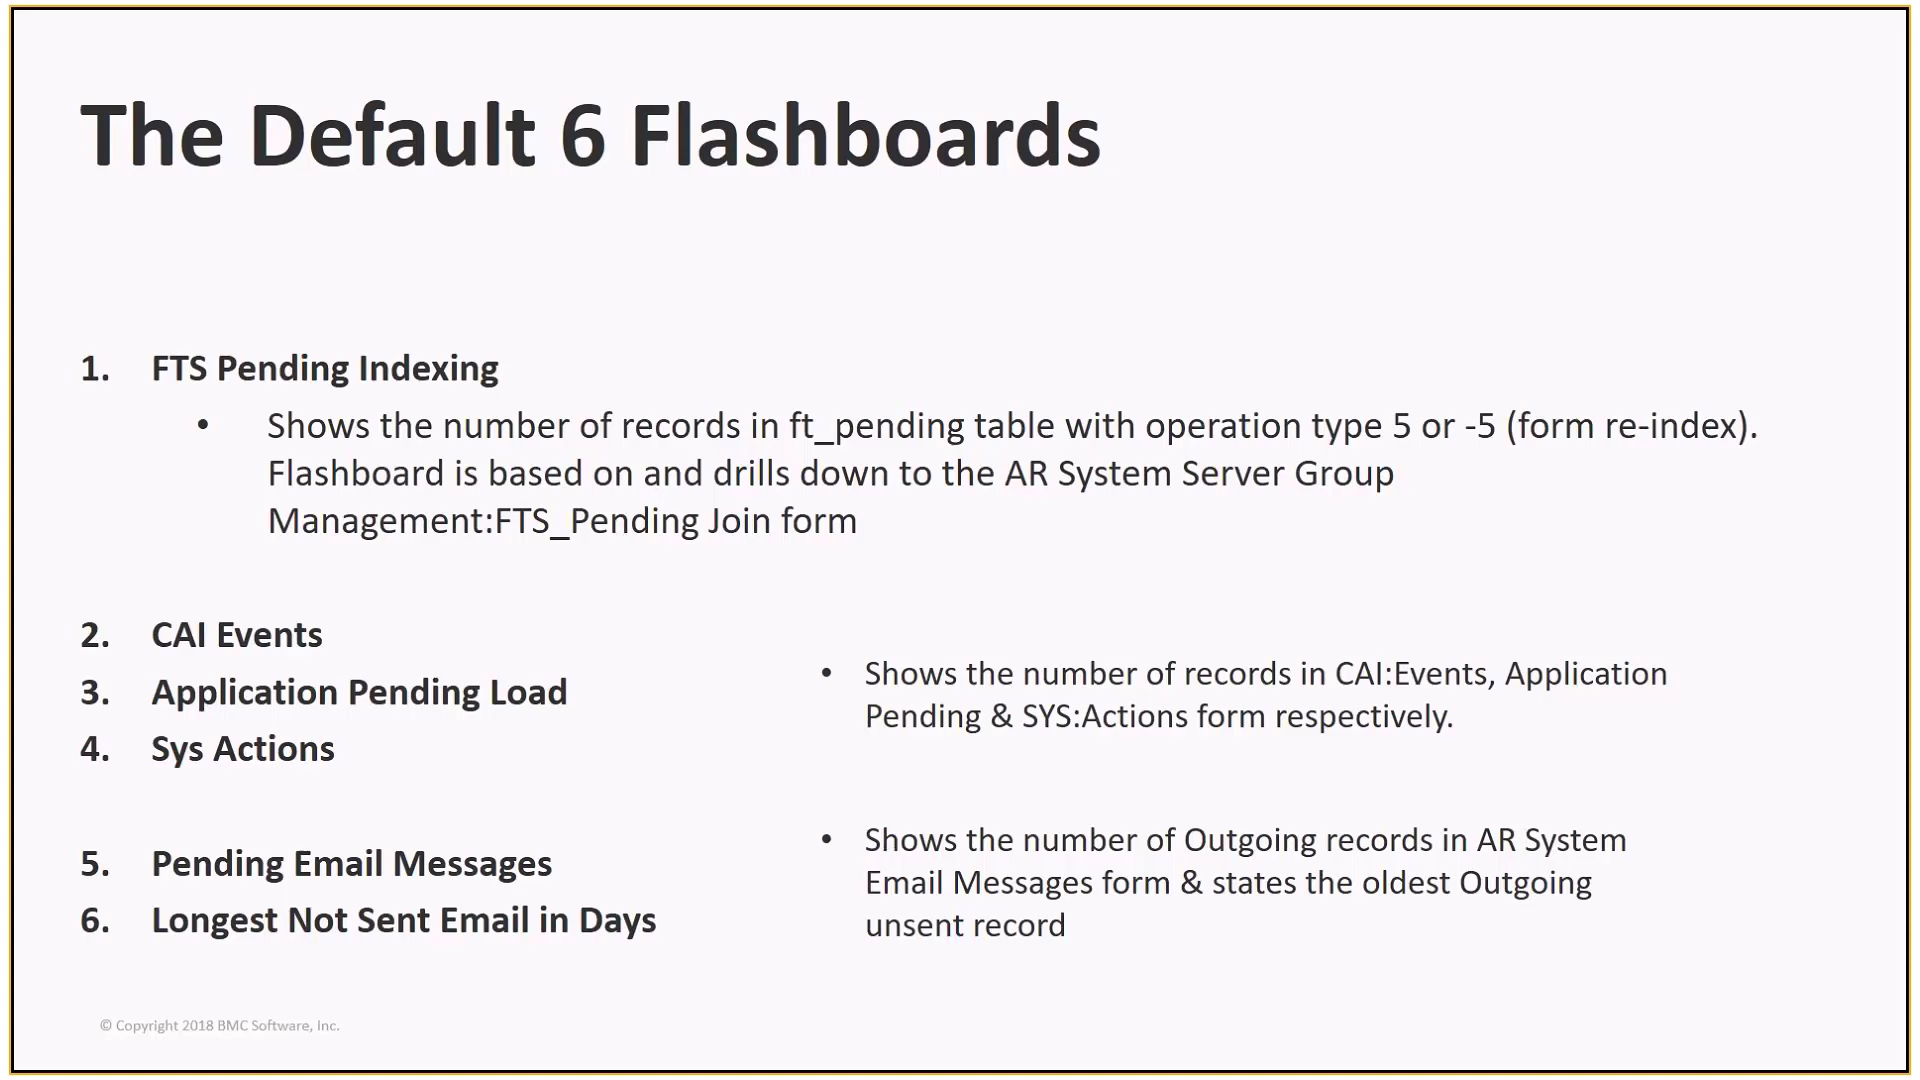 The Default 6 Flashboards
1. FTS Pending Indexing
• Shows the number of records in ft_pending table with operation type 5 or -5 (form re-index).
Flashboard is based on and drills down to the AR System Server Group
Management:FTS_Pending Join form
2. CAI Events
3. Application Pending Load
4. Sys Actions
• Shows the number of records in CAI:Events, Application
Pending & SYS:Actions form respectively.
5. Pending Email Messages
6. Longest Not Sent Email in Days
• Shows the number of Outgoing records in AR System
Email Messages form & states the oldest Outgoing
unsent record
© Copyright 2018 BMC Software, Inc.